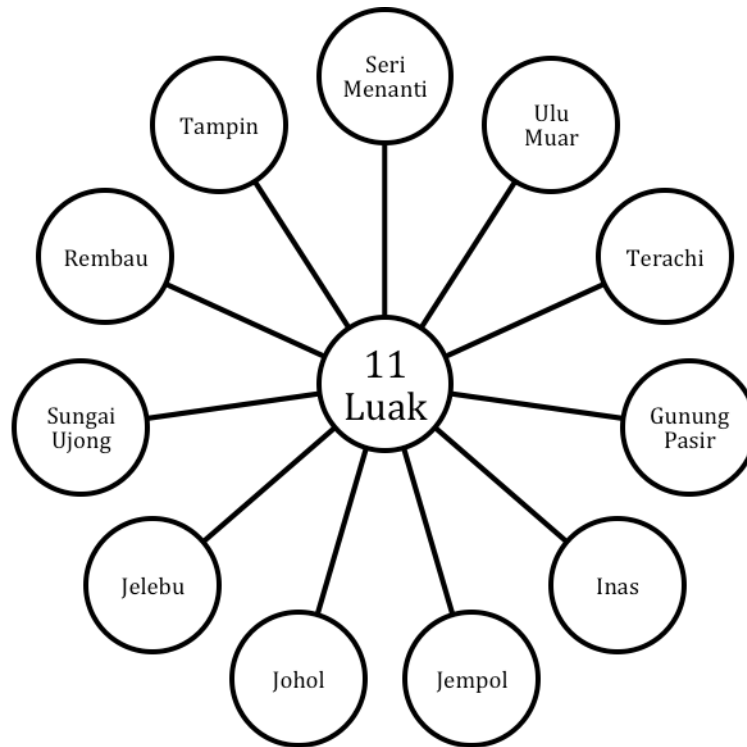 Seri
Menanti
Ulu
Muar
Terachi
Gunung
Pasir
Inas
Jempol
Johol
Jelebu
Sungai
Ujong
Rembau
Tampin
11
Luak